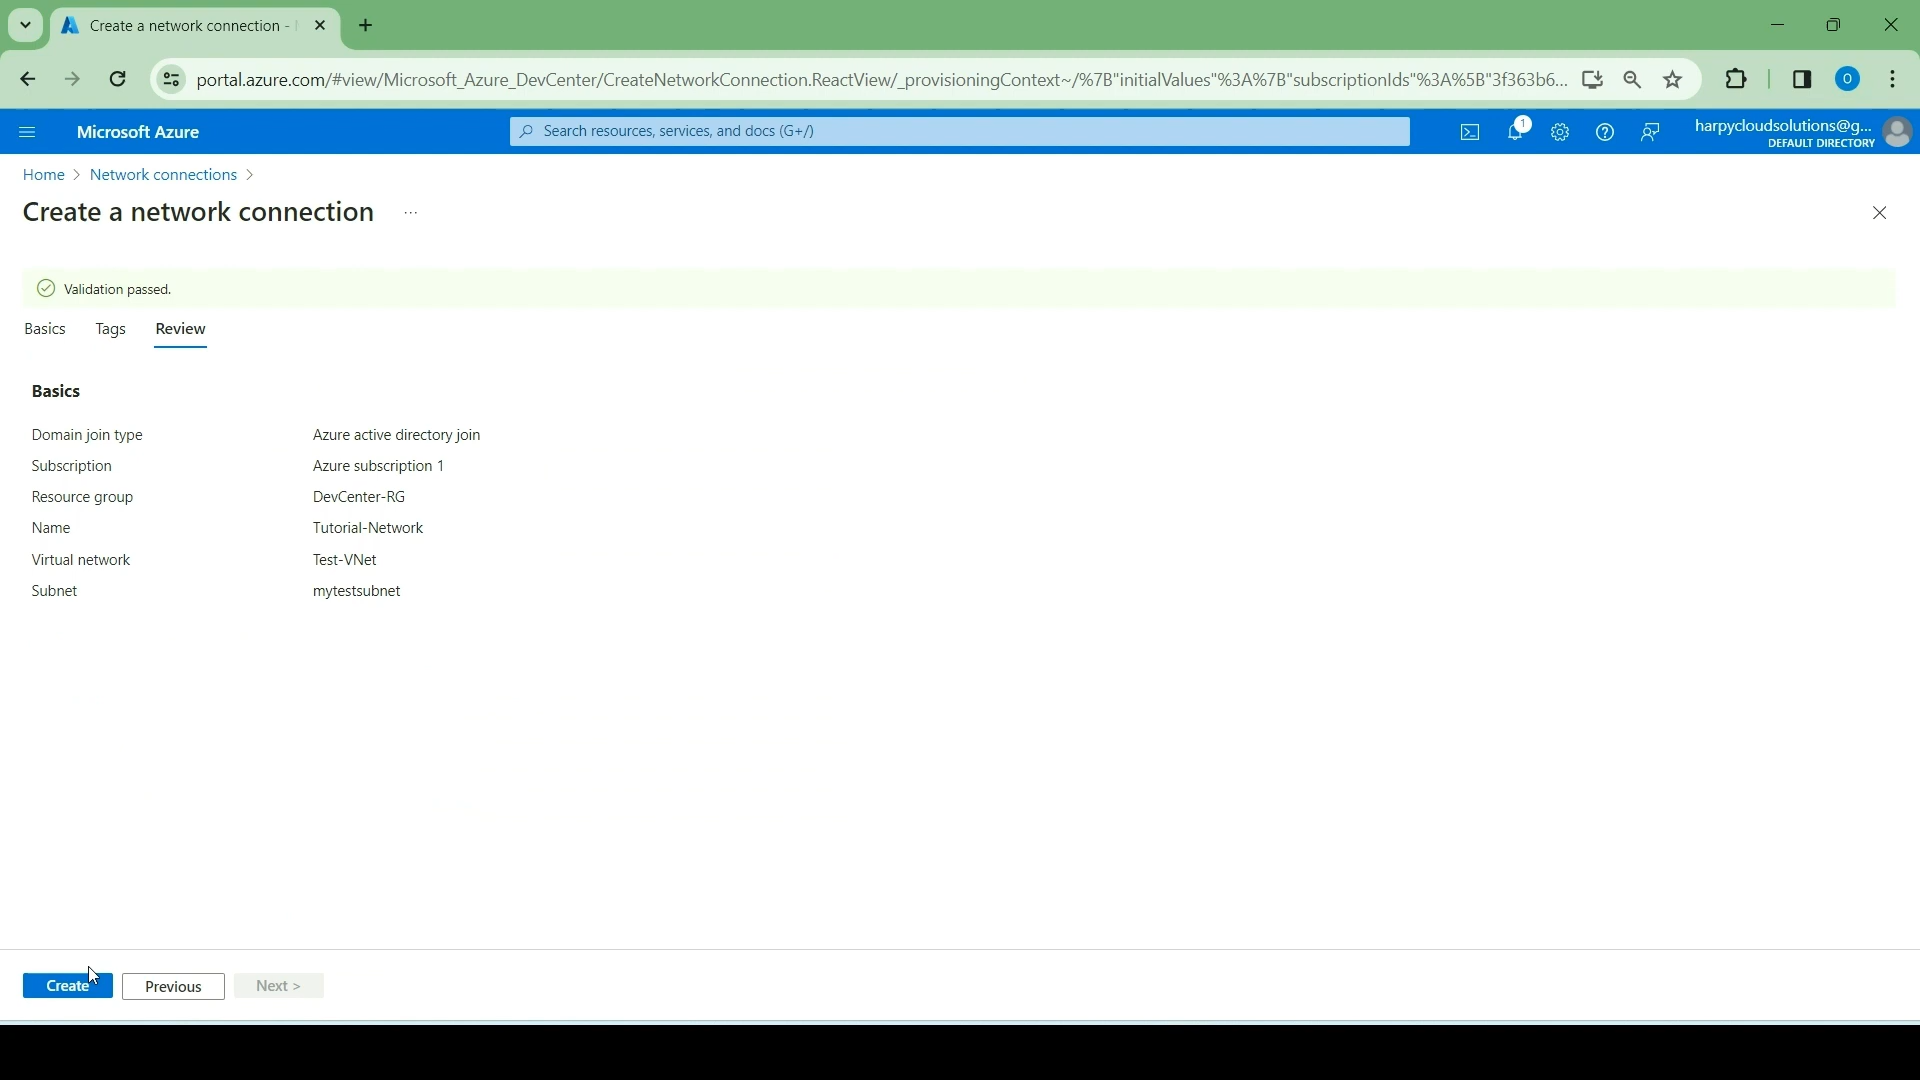 Create a network connection -
portal.azure.com/#view/Microsoft_Azure_DevCenter/CreateNetworkConnection.ReactView/_provisioningContext~/%7B"initialValues"%3A%7B"subscriptionIds"%3A%5B"3f363b6...
O
Microsoft Azure
Search resources, services, and docs (G+/)
1
harpycloudsolutions@g...
DEFAULT DIRECTORY
Home > Network connections >
Create a network connection ...
Validation passed.
Basics Tags Review
Basics
Domain join type Azure active directory join
Subscription Azure subscription 1
Resource group DevCenter-RG
Name Tutorial-Network
Virtual network Test-VNet
Subnet mytestsubnet
Create Previous Next >